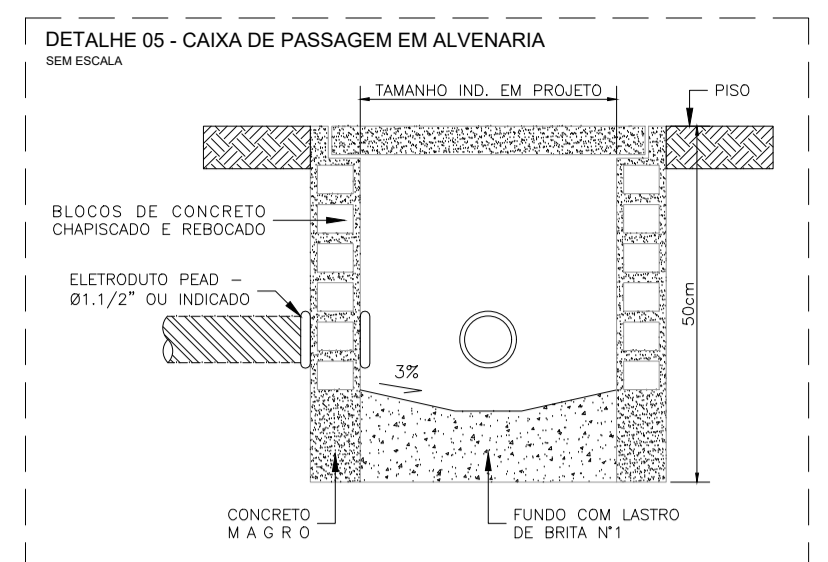 DETALHE 05 - CAIXA DE PASSAGEM EM ALVENARIA
SEM ESCALA
TAMANHO IND. EM PROJETO
PISO
BLOCOS DE CONCRETO
CHAPISCADO E REBOCADO
ELETRODUTO PEAD –
Ø1.1/2" OU INDICADO
3%
50cm
CONCRETO
MAGRO
FUNDO COM LASTRO
DE BRITA N°1